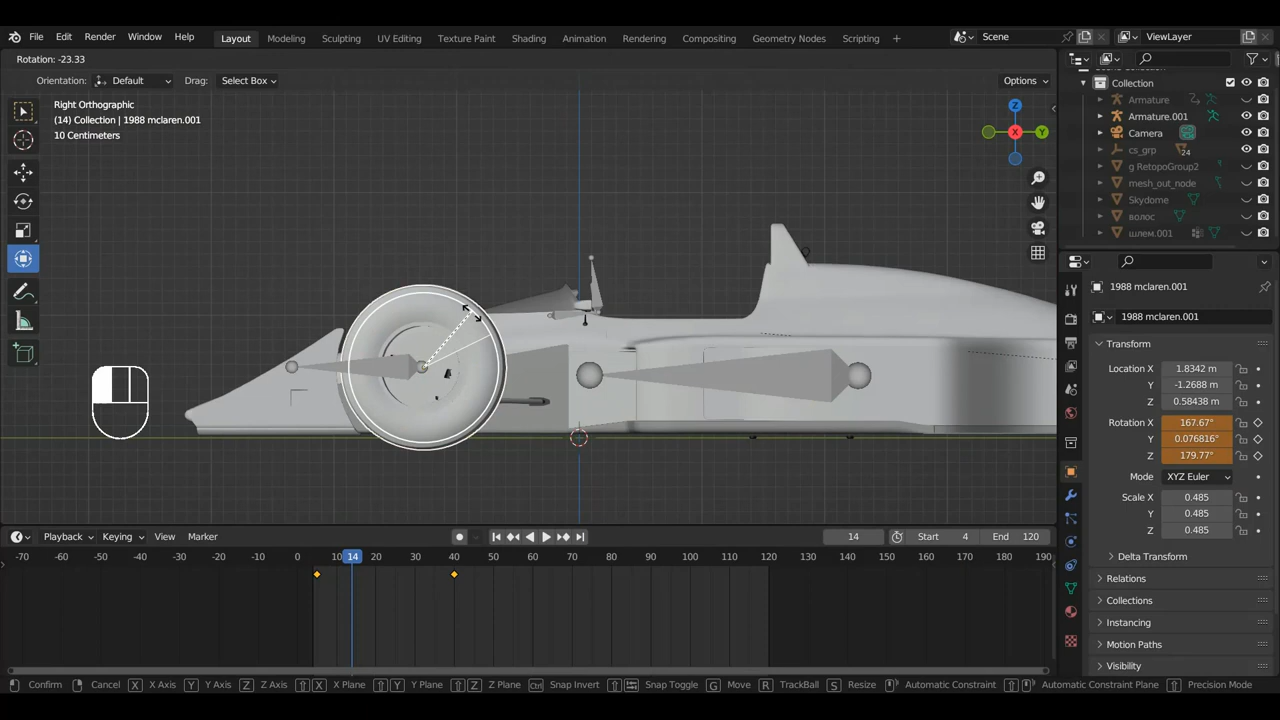 File Edit Render Window Help Layout Modeling Sculpting UV Editing Texture Paint Shading Animation Rendering Compositing Geometry Nodes Scripting + Scene ViewLayer
Rotation: -23.33
Orientation: Default Drag: Select Box Options
Right Orthographic
(14) Collection | 1988 mclaren.001
10 Centimeters
Z
X
Y
Collection
Armature
Armature.001
Camera
cs_grp 24
g RetopoGroup2
mesh_out_node
Skydome
волос
шлем.001
1988 mclaren.001
1988 mclaren.001
Transform
Location X 1.8342 m
Y -1.2688 m
Z 0.58438 m
Rotation X 167.67°
Y 0.076816°
Z 179.77°
Mode XYZ Euler
Scale X 0.485
Y 0.485
Z 0.485
Delta Transform
Relations
Collections
Instancing
Motion Paths
Visibility
Playback Keying View Marker 14 Start 4 End 120
-70 -60 -50 -40 -30 -20 -10 0 10 14 20 30 40 50 60 70 80 90 100 110 120 130 140 150 160 170 180 190
Confirm Cancel X X Axis Y Y Axis Z Z Axis X X Plane Y Y Plane Z Z Plane Ctrl Snap Invert Snap Toggle G Move R TrackBall S Resize Automatic Constraint Automatic Constraint Plane Precision Mode